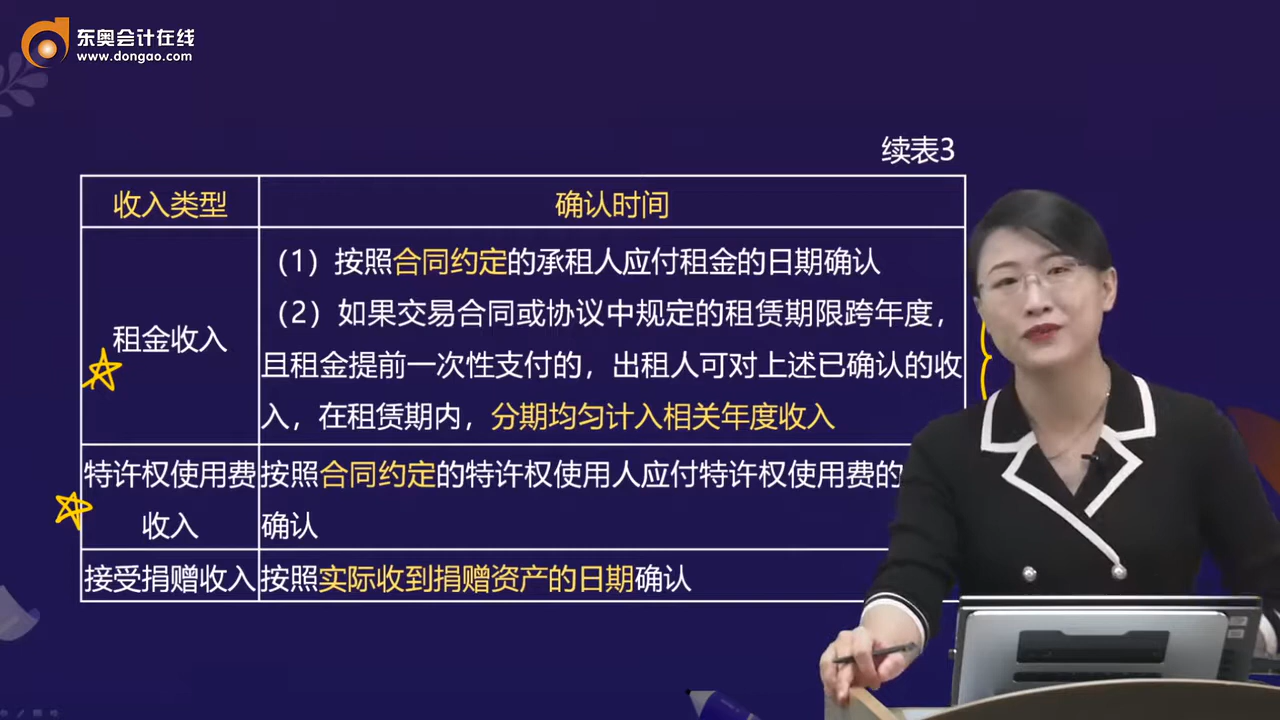 东奥会计在线
www.dongao.com
续表3
收入类型
确认时间
租金收入
（1）按照合同约定的承租人应付租金的日期确认
（2）如果交易合同或协议中规定的租赁期限跨年度，
且租金提前一次性支付的，出租人可对上述已确认的收
入，在租赁期内，分期均匀计入相关年度收入
特许权使用费
收入
按照合同约定的特许权使用人应付特许权使用费的
确认
接受捐赠收入
按照实际收到捐赠资产的日期确认